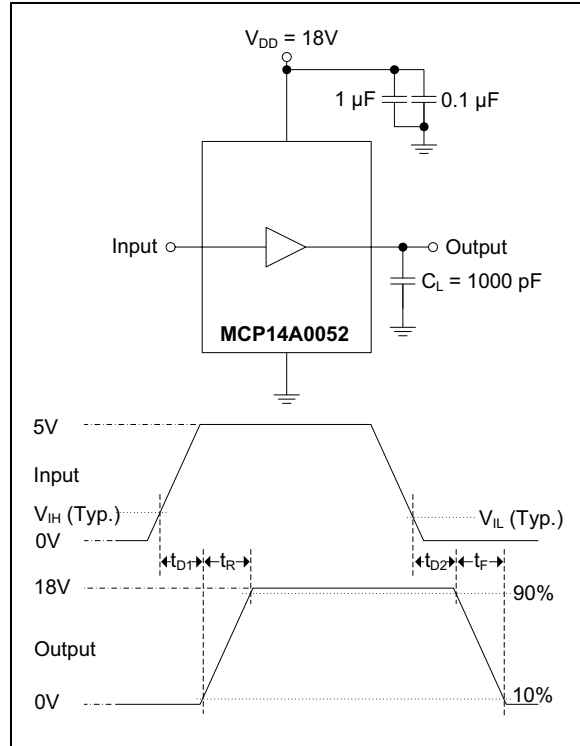 V_DD = 18V
1 µF
0.1 µF
Input
Output
C_L = 1000 pF
MCP14A0052
5V
Input
V_IH (Typ.)
V_IL (Typ.)
0V
t_D1
t_R
t_D2
t_F
18V
90%
Output
10%
0V